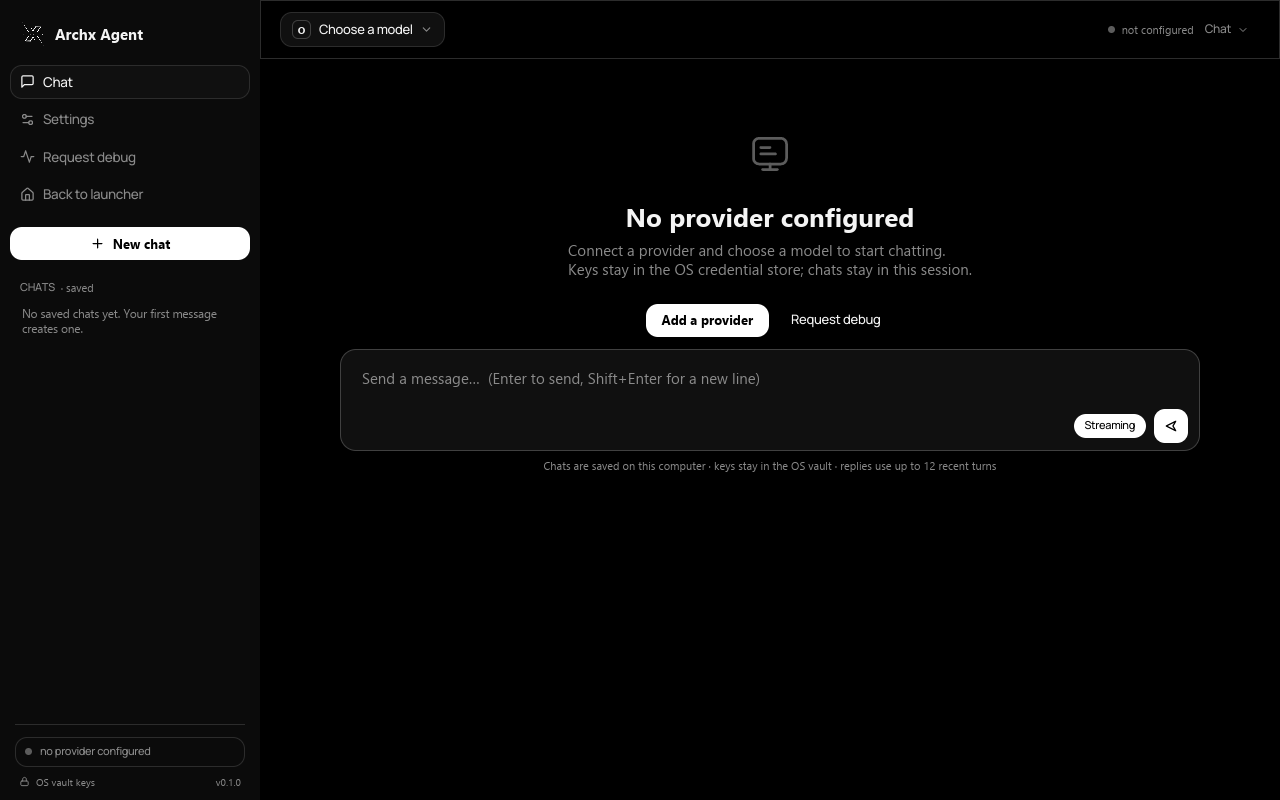 Archx Agent
Chat
Settings
Request debug
Back to launcher
New chat
CHATS · saved
No saved chats yet. Your first message
creates one.
no provider configured
OS vault keys
v0.1.0
o
Choose a model
not configured
Chat
No provider configured
Connect a provider and choose a model to start chatting.
Keys stay in the OS credential store; chats stay in this session.
Add a provider
Request debug
Send a message... (Enter to send, Shift+Enter for a new line)
Streaming
Chats are saved on this computer · keys stay in the OS vault · replies use up to 12 recent turns